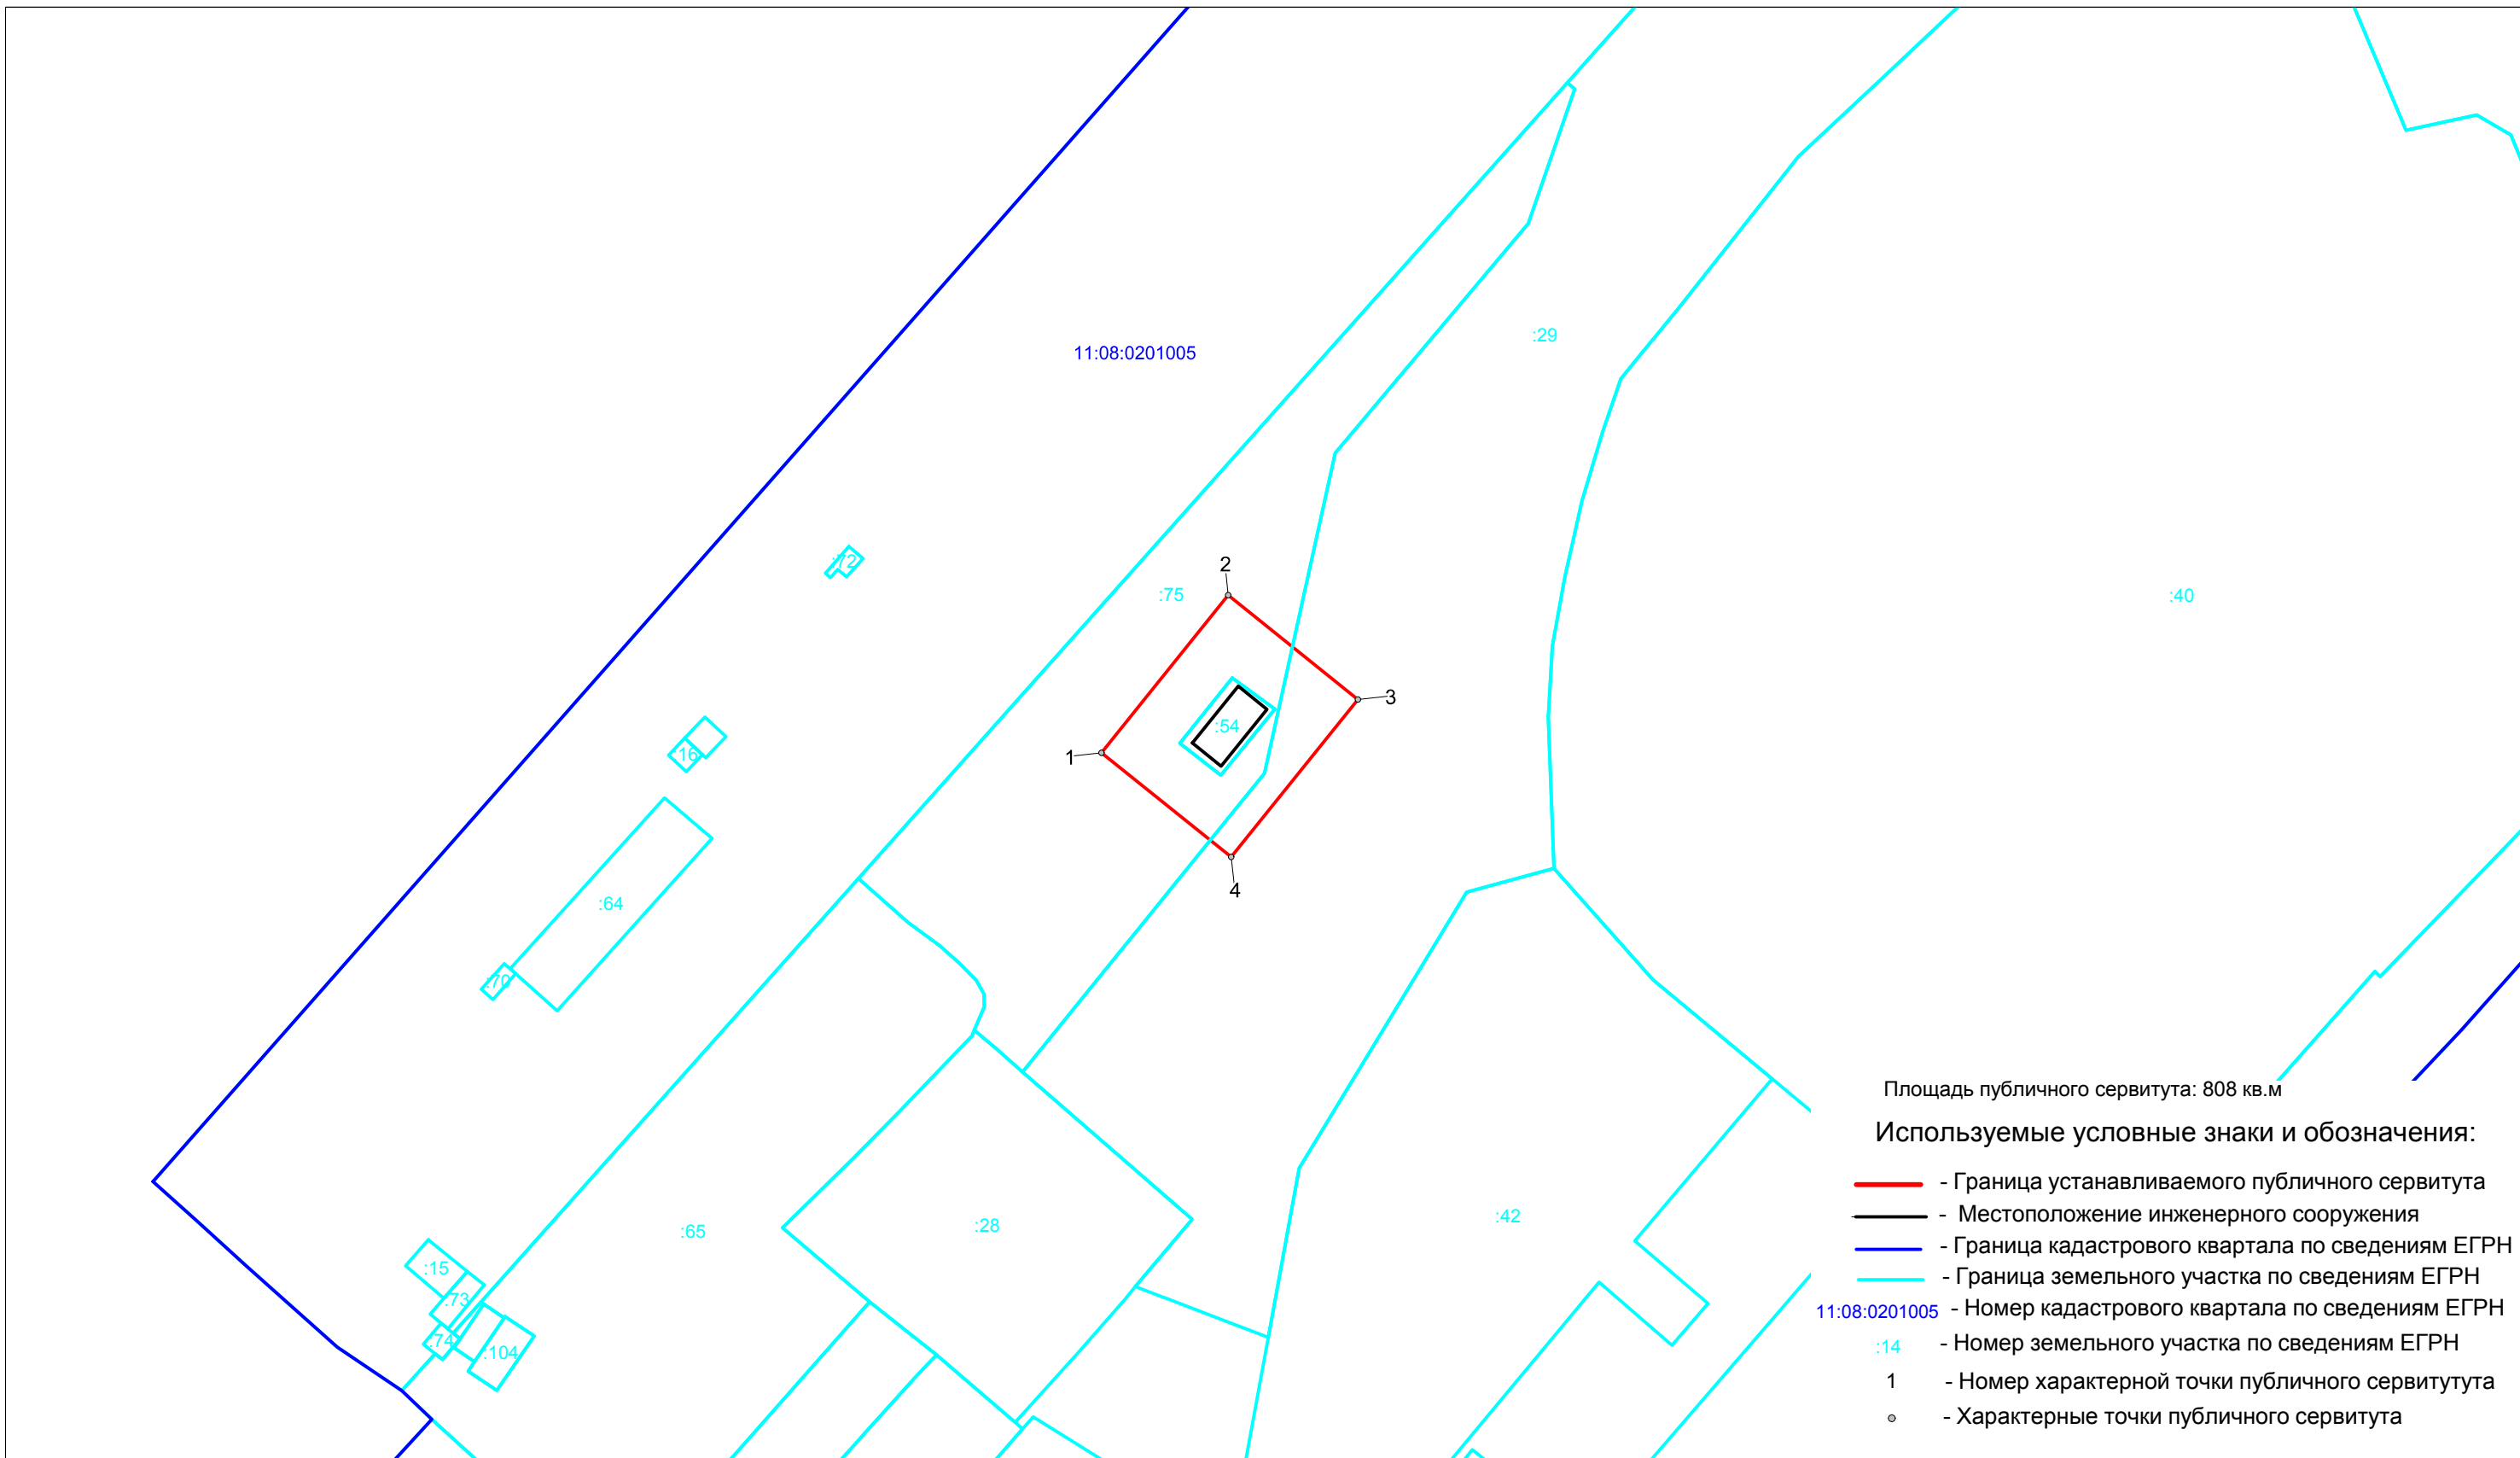 11:08:0201005
:29
:72
:75
2
:40
3
:54
1
:16
4
:64
:70
:65
:28
:42
:15
:73
:74
:104
Площадь публичного сервитута: 808 кв.м
Используемые условные знаки и обозначения:
- Граница устанавливаемого публичного сервитута
- Местоположение инженерного сооружения
- Граница кадастрового квартала по сведениям ЕГРН
- Граница земельного участка по сведениям ЕГРН
11:08:0201005 - Номер кадастрового квартала по сведениям ЕГРН
:14 - Номер земельного участка по сведениям ЕГРН
1 - Номер характерной точки публичного сервитутута
- Характерные точки публичного сервитута